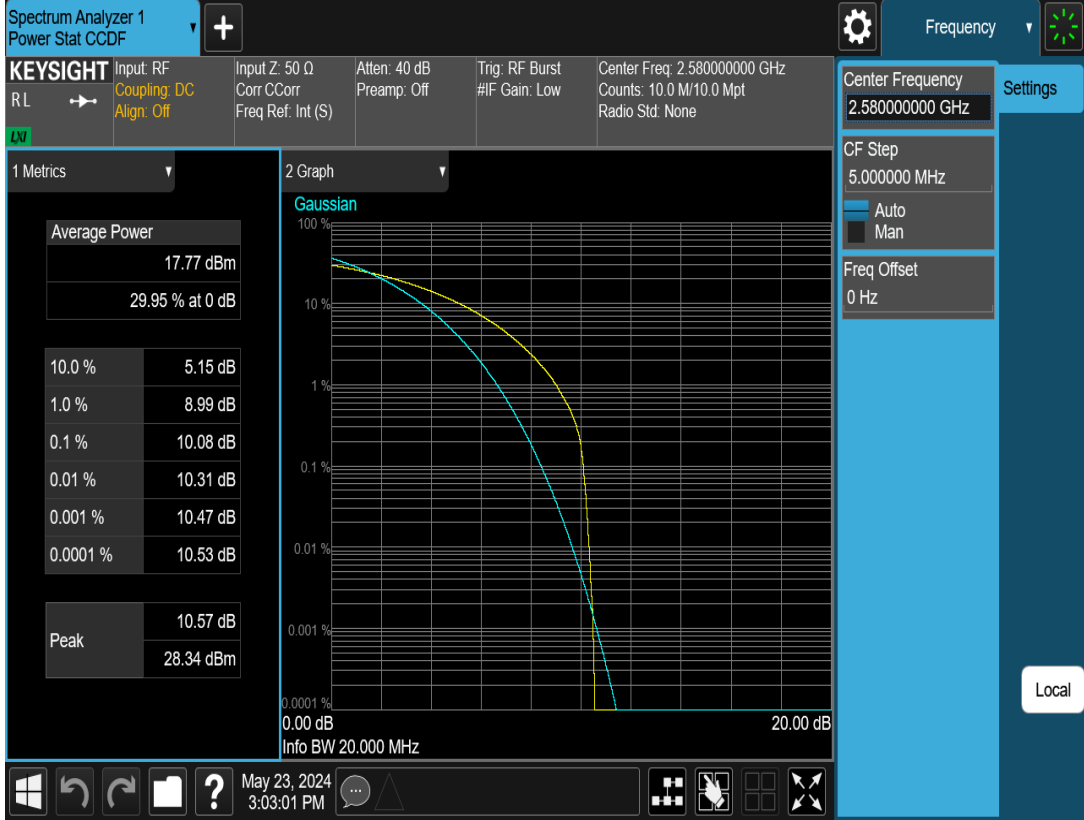 Spectrum Analyzer 1
Power Stat CCDF
+
Frequency
KEYSIGHT
RL
LXI
Input: RF
Coupling: DC
Align: Off
Input Z: 50 Ω
Corr CCorr
Freq Ref: Int (S)
Atten: 40 dB
Preamp: Off
Trig: RF Burst
#IF Gain: Low
Center Freq: 2.580000000 GHz
Counts: 10.0 M/10.0 Mpt
Radio Std: None
Center Frequency
2.580000000 GHz
Settings
CF Step
5.000000 MHz
Auto
Man
Freq Offset
0 Hz
1 Metrics
Average Power
17.77 dBm
29.95 % at 0 dB
10.0 % 5.15 dB
1.0 % 8.99 dB
0.1 % 10.08 dB
0.01 % 10.31 dB
0.001 % 10.47 dB
0.0001 % 10.53 dB
Peak
10.57 dB
28.34 dBm
2 Graph
Gaussian
100 %
10 %
1 %
0.1 %
0.01 %
0.001 %
0.0001 %
0.00 dB 20.00 dB
Info BW 20.000 MHz
Local
?
May 23, 2024
3:03:01 PM